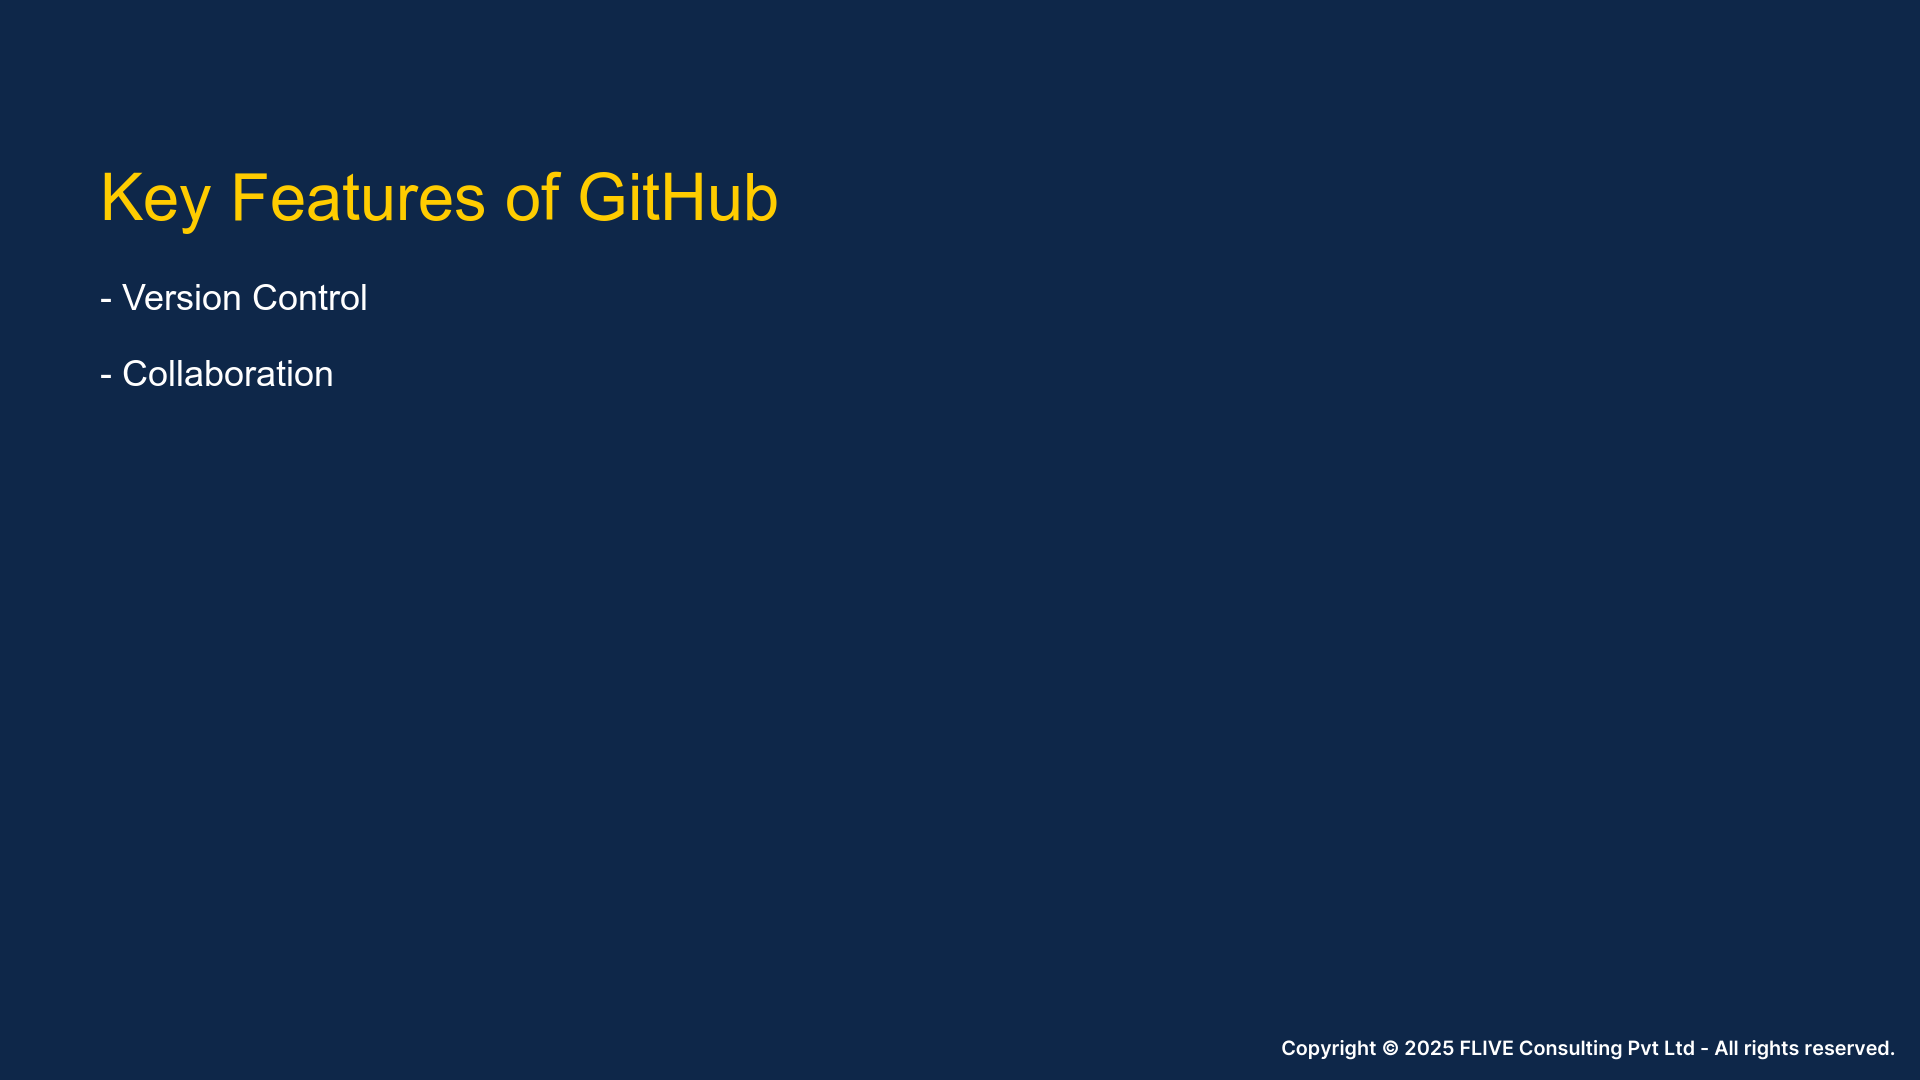 Key Features of GitHub
- Version Control
- Collaboration
Copyright © 2025 FLIVE Consulting Pvt Ltd - All rights reserved.